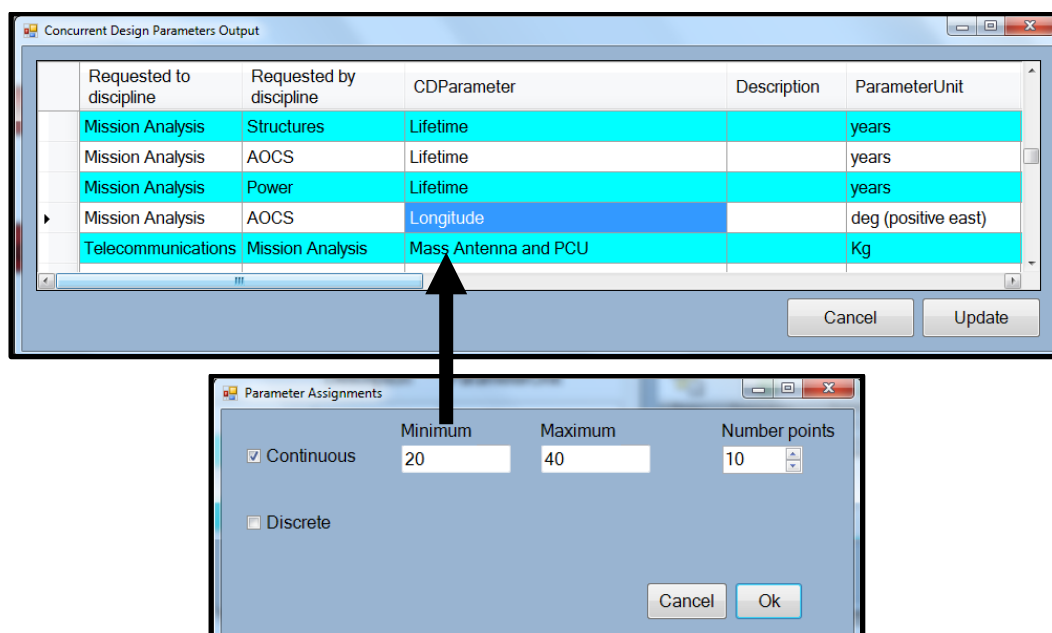 Concurrent Design Parameters Output
Requested to discipline Requested by discipline CDParameter Description ParameterUnit
Mission Analysis Structures Lifetime years
Mission Analysis AOCS Lifetime years
Mission Analysis Power Lifetime years
Mission Analysis AOCS Longitude deg (positive east)
Telecommunications Mission Analysis Mass Antenna and PCU Kg
Cancel Update
Parameter Assignments
Minimum Maximum Number points
Continuous 20 40 10
Discrete
Cancel Ok